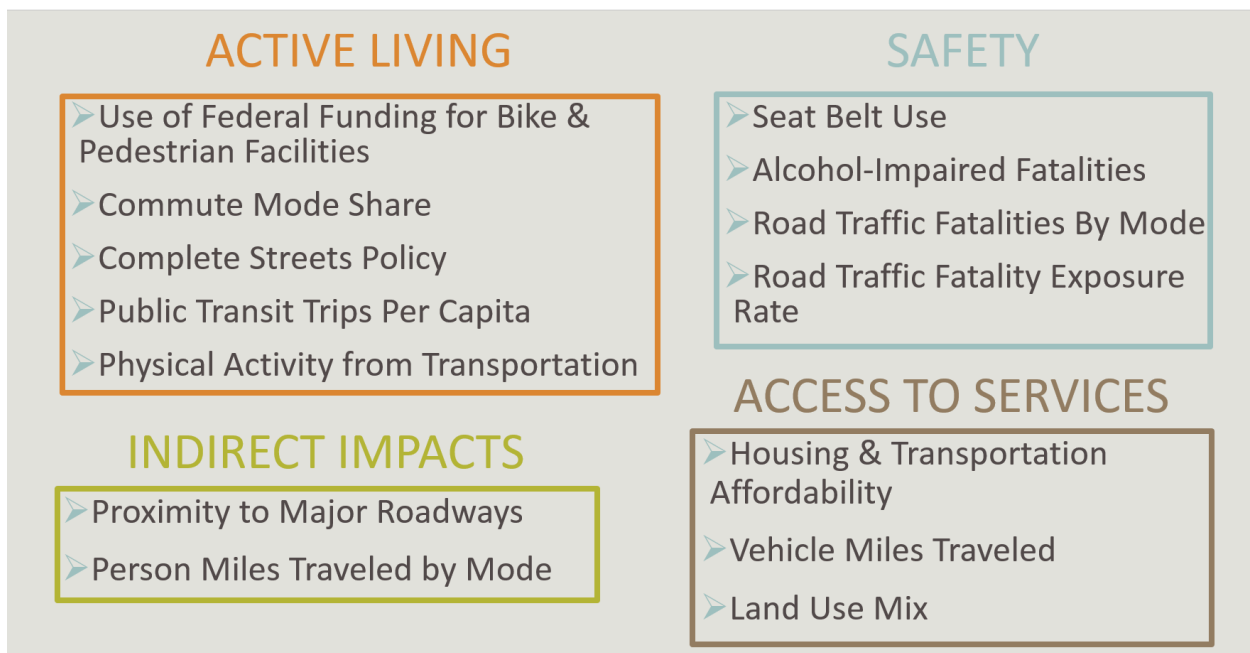 ACTIVE LIVING
➢Use of Federal Funding for Bike &
Pedestrian Facilities
➢Commute Mode Share
➢Complete Streets Policy
➢Public Transit Trips Per Capita
➢Physical Activity from Transportation
SAFETY
➢Seat Belt Use
➢Alcohol-Impaired Fatalities
➢Road Traffic Fatalities By Mode
➢Road Traffic Fatality Exposure
Rate
INDIRECT IMPACTS
➢Proximity to Major Roadways
➢Person Miles Traveled by Mode
ACCESS TO SERVICES
➢Housing & Transportation
Affordability
➢Vehicle Miles Traveled
➢Land Use Mix